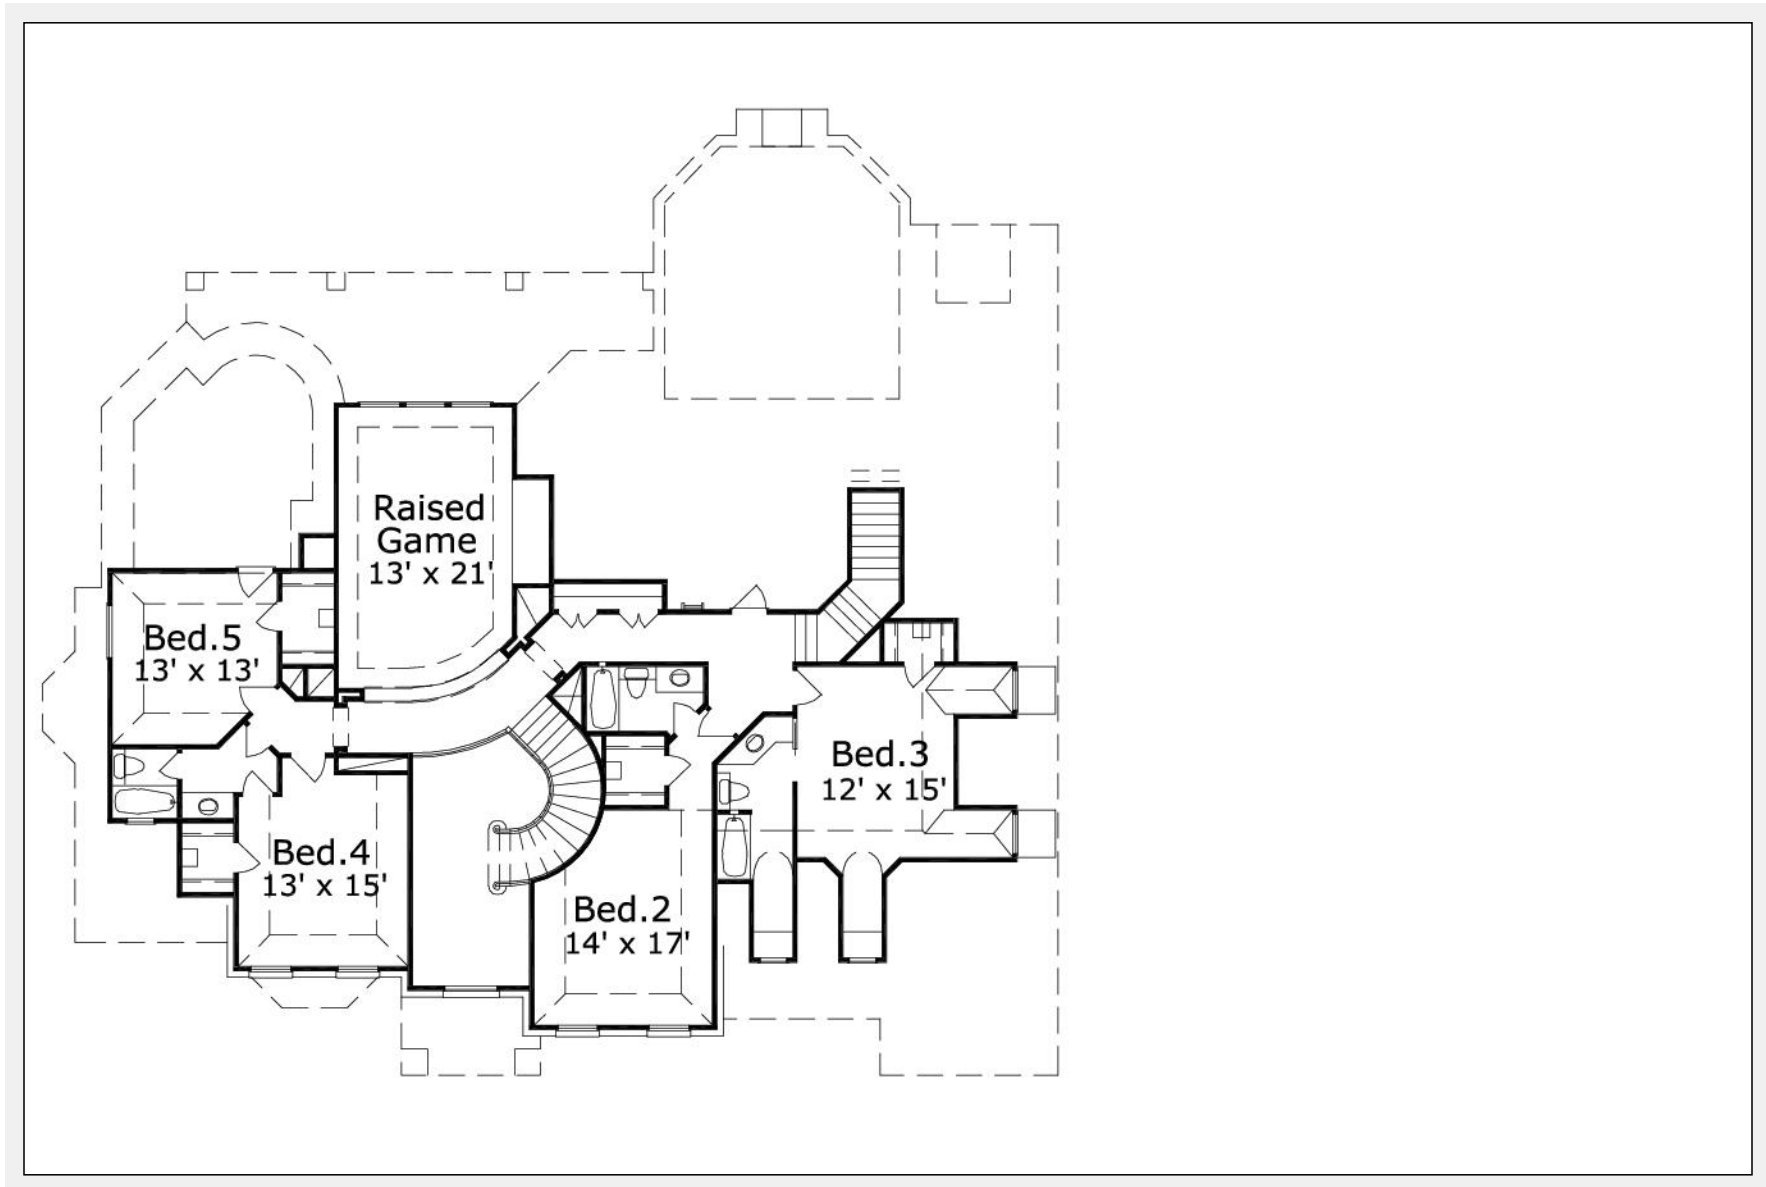 Raised
Game
13' x 21'
Bed.5
13' x 13'
Bed.3
12' x 15'
Bed.4
13' x 15'
Bed.2
14' x 17'